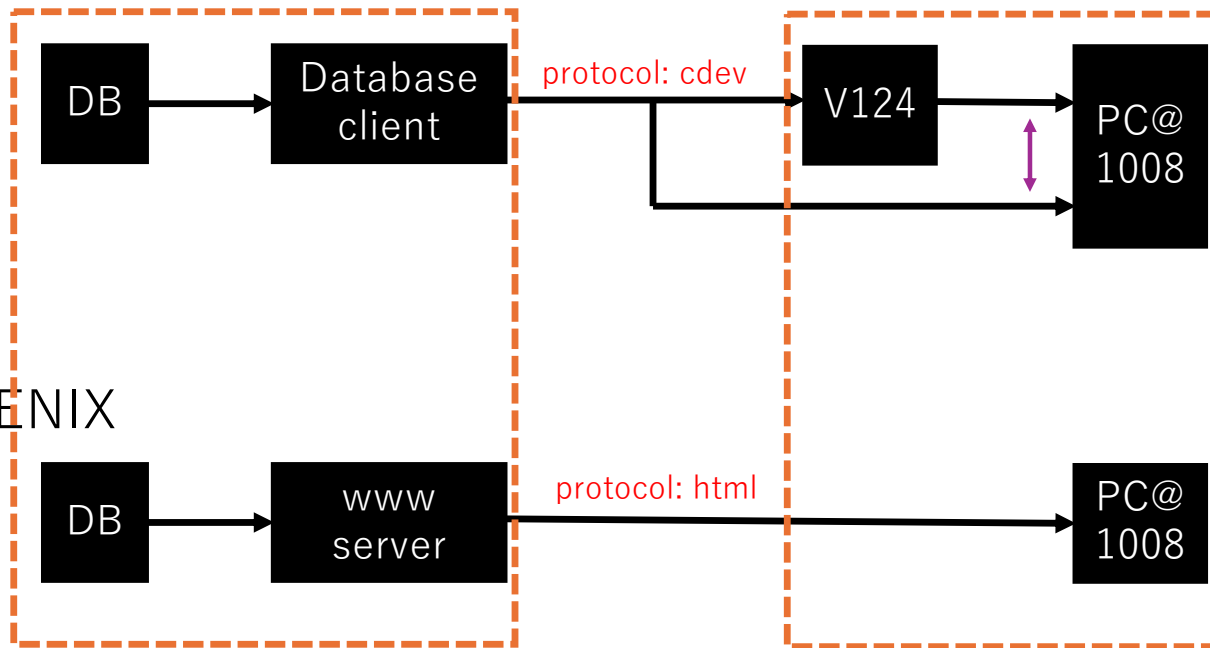 DB
Database
client
protocol: cdev
V124
PC@
1008
ENIX
DB
www
server
protocol: html
PC@
1008